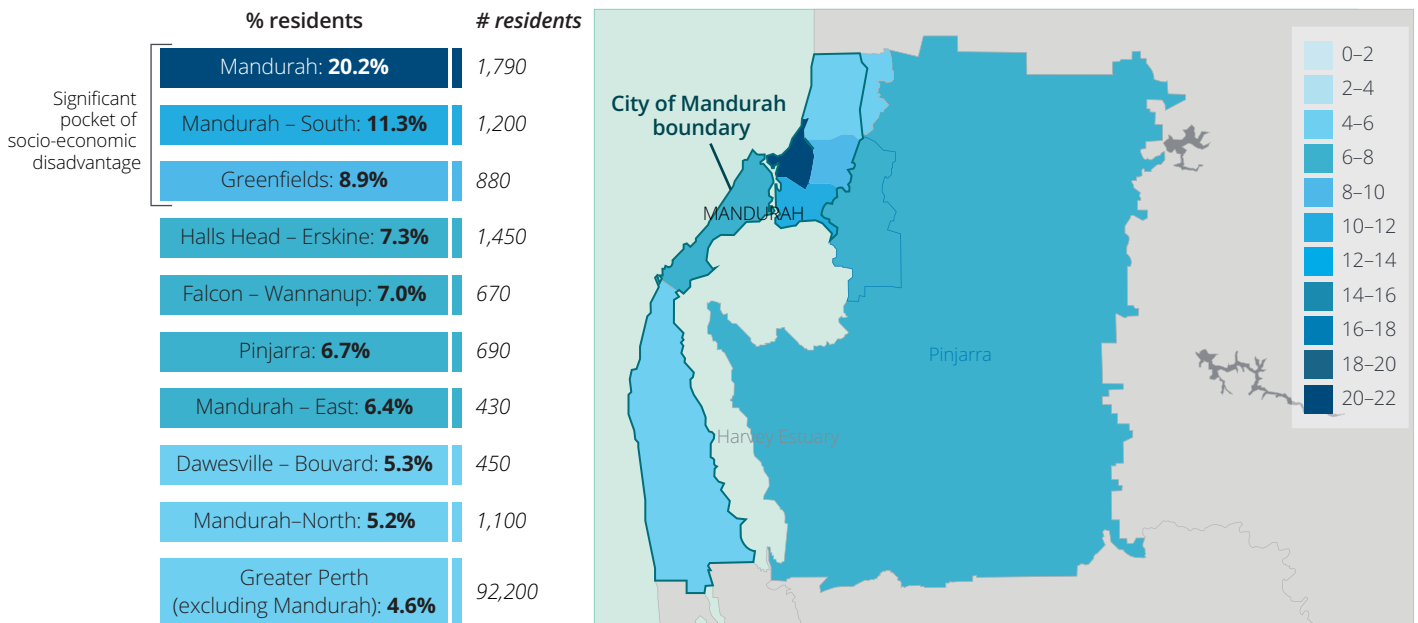 % residents
# residents
Significant
pocket of
socio-economic
disadvantage
Mandurah: 20.2%
1,790
Mandurah – South: 11.3%
1,200
Greenfields: 8.9%
880
Halls Head – Erskine: 7.3%
1,450
Falcon – Wannanup: 7.0%
670
Pinjarra: 6.7%
690
Mandurah – East: 6.4%
430
Dawesville – Bouvard: 5.3%
450
Mandurah–North: 5.2%
1,100
Greater Perth
(excluding Mandurah): 4.6%
92,200
City of Mandurah
boundary
MANDURAH
Pinjarra
Harvey Estuary
0–2
2–4
4–6
6–8
8–10
10–12
12–14
14–16
16–18
18–20
20–22